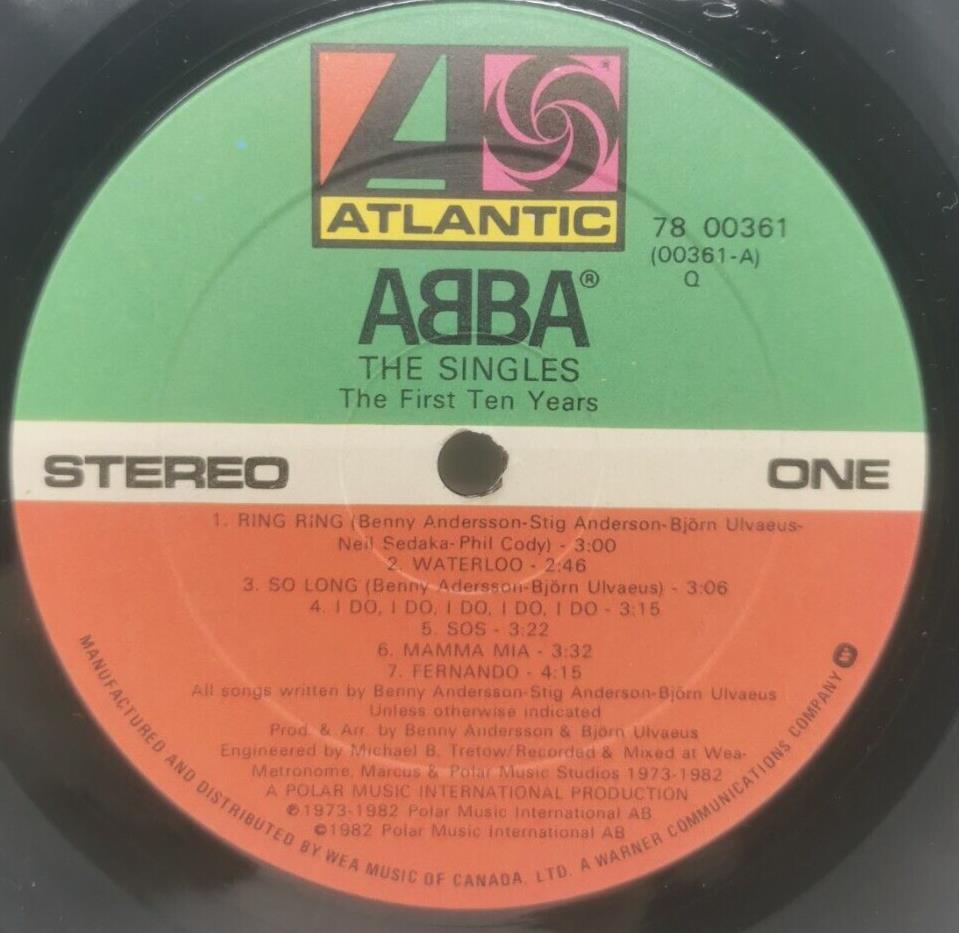 ATLANTIC
78 00361
(00361-A)
Q
ABBA®
THE SINGLES
The First Ten Years
STEREO
ONE
1. RING RING (Benny Andersson-Stig Anderson-Björn Ulvaeus-
Neil Sedaka-Phil Cody) - 3:00
2. WATERLOO - 2:46
3. SO LONG (Benny Adersson-Björn Ulvaeus) - 3:06
4. I DO, I DO, I DO, I DO, I DO - 3:15
5. SOS - 3:22
6. MAMMA MIA - 3:32
7. FERNANDO - 4:15
All songs written by Benny Andersson-Stig Anderson-Björn Ulvaeus
Unless otherwise indicated
Prod. & Arr. by Benny Andersson & Björn Ulvaeus
Engineered by Michael B. Tretow/Recorded & Mixed at Wea-
Metronome, Marcus & Polar Music Studios 1973-1982
A POLAR MUSIC INTERNATIONAL PRODUCTION
℗1973-1982 Polar Music International AB
©1982 Polar Music International AB
MANUFACTURED AND DISTRIBUTED BY WEA MUSIC OF CANADA, LTD. A WARNER COMMUNICATIONS COMPANY